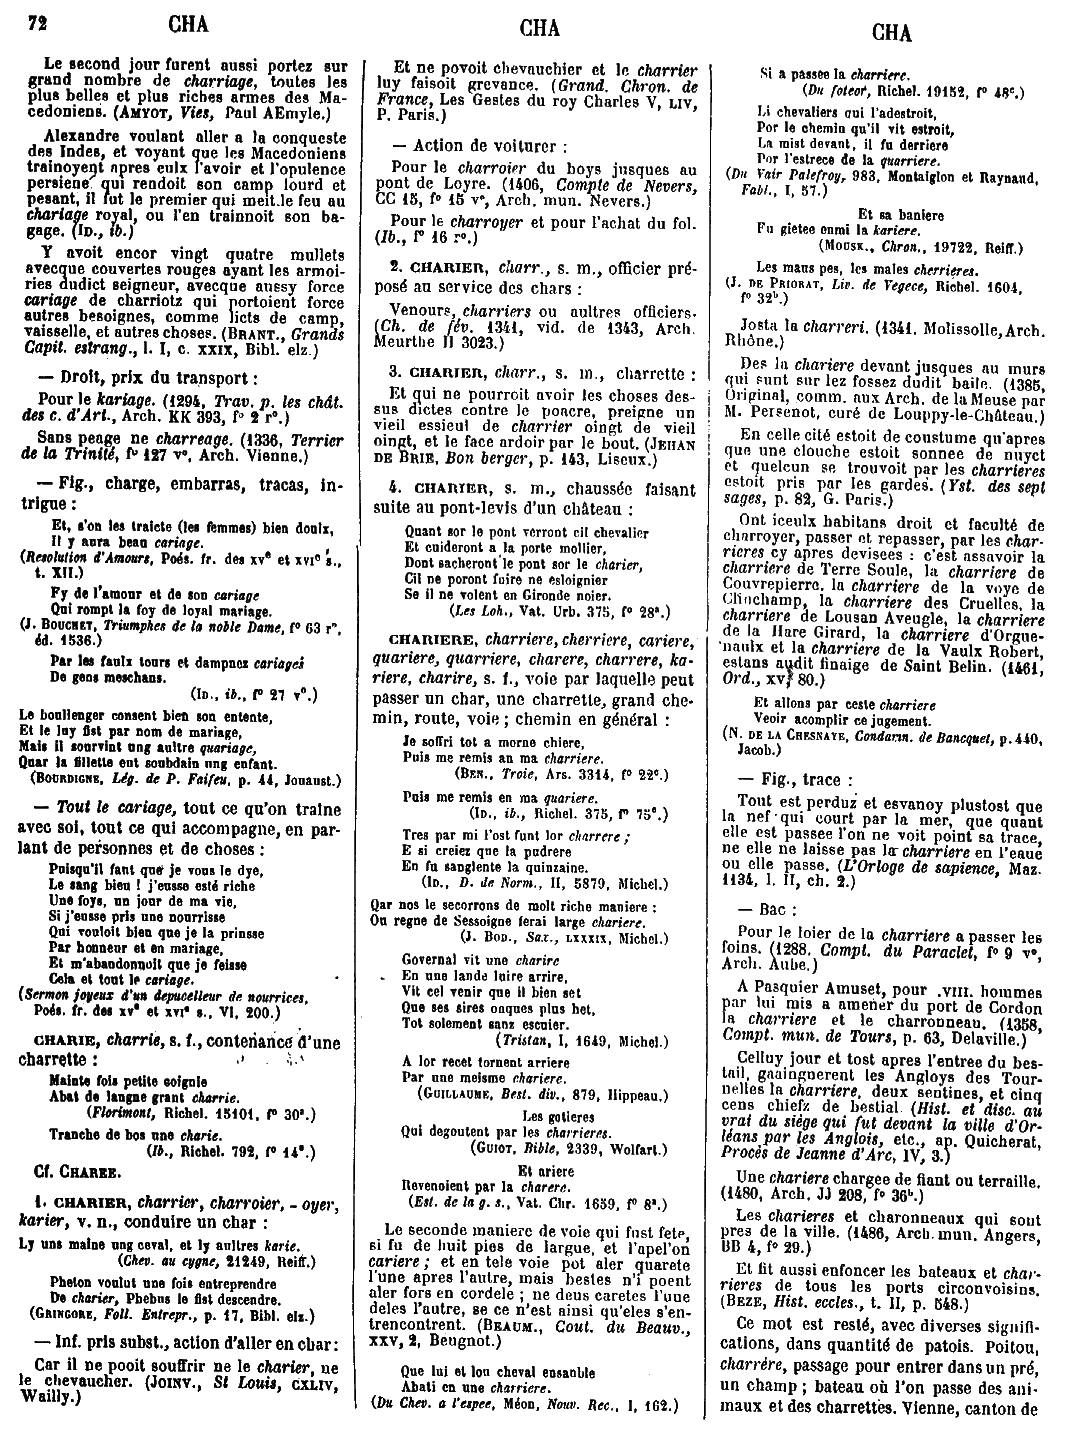 72 CHA
CHA
CHA
Le second jour furent aussi portez sur
grand nombre de charriage, toutes les
plus belles et plus riches armes des Ma-
cedoniens. (AMYOT, Vies, Paul AEmyle.)
Alexandre voulant aller a la conqueste
des Indes, et voyant que les Macedoniens
trainoyent apres eulx l'avoir et l'opulence
persiene qui rendoit son camp lourd et
pesant, il fut le premier qui meit le feu au
chariage royal, ou l'en trainnoit son ba-
gage. (ID., ib.)
Y avoit encor vingt quatre mullets
avecque couvertes rouges ayant les armoi-
ries dudict seigneur, avecque aussy force
cariage de charriotz qui portoient force
autres besoignes, comme licts de camp,
vaisselle, et autres choses. (BRANT., Grands
Capit. estrang., l. I, c. XXIX, Bibl. elz.)
— Droit, prix du transport :
Pour le kariage. (1294, Trav. p. les chât.
des c. d'Art., Arch. KK 393, f° 2 r°.)
Sans peage ne charreage. (1336, Terrier
de la Trinité, f° 127 v°, Arch. Vienne.)
— Fig., charge, embarras, tracas, in-
trigue :
Et, s'on les traicte (les femmes) bien doulx,
Il y aura beau cariage.
(Resolution d'Amours, Poés. fr. des XVe et XVIe s.,
t. XII.)
Fy de l'amour et de son cariage
Qui rompt la foy de loyal mariage.
(J. BOUCHET, Triumphes de la noble Dame, f° 63 r°,
éd. 1536.)
Par les faulx tours et dampnez cariages
De gens meschans.
(ID., ib., f° 27 v°.)
Le boullenger consent bien son entente,
Et le luy fist par nom de mariage,
Mais il sourvint ung aultre quariage,
Quar la fillette eut soubdain ung enfant.
(BOURDIGNE, Lég. de P. Faifeu, p. 44, Jouaust.)
— Tout le cariage, tout ce qu'on traine
avec soi, tout ce qui accompagne, en par-
lant de personnes et de choses :
Puisqu'il faut que je vous le dye,
Le sang bieu ! j'eusse esté riche
Une foys, un jour de ma vie,
Si j'eusse pris une nourrisse
Qui vouloit bien que je la prinsse
Par honneur et en mariage,
Et m'abandonnoit que je feisse
Cela et tout le cariage.
(Sermon joyeux d'un depucelleur de nourrices,
Poés. fr. des XVe et XVIe s., VI, 200.)
CHARIE, charrie, s. f., contenance d'une
charrette :
Mainte fois petite soignie
Abat de langue grant charrie.
(Florimont, Richel. 15101, f° 30a.)
Tranche de bos une charie.
(Ib., Richel. 792, f° 14a.)
Cf. CHAREE.
1. CHARIER, charrier, charroier, - oyer,
karier, v. n., conduire un char :
Ly uns maine ung ceval, et ly aultres karie.
(Chev. au cygne, 21249, Reiff.)
Pheton voulut une fois entreprendre
De charier, Phebus le fist descendre.
(GRINGORE, Foll. Entrepr., p. 17, Bibl. elz.)
— Inf. pris subst., action d'aller en char :
Car il ne pooit souffrir ne le charier, ne
le chevaucher. (JOINV., St Louis, CXLIV,
Wailly.)
Et ne povoit chevauchier et le charrier
luy faisoit grevance. (Grand. Chron. de
France, Les Gestes du roy Charles V, LIV,
P. Paris.)
— Action de voiturer :
Pour le charroier du boys jusques au
pont de Loyre. (1406, Compte de Nevers,
CC 15, f° 15 v°, Arch. mun. Nevers.)
Pour le charroyer et pour l'achat du fol.
(Ib., f° 16 r°.)
2. CHARIER, charr., s. m., officier pré-
posé au service des chars :
Venours, charriers ou aultres officiers.
(Ch. de fév. 1341, vid. de 1343, Arch.
Meurthe II 3023.)
3. CHARIER, charr., s. m., charrette :
Et qui ne pourroit avoir les choses des-
sus dictes contre le poacre, preigne un
vieil essieul de charrier oingt de vieil
oingt, et le face ardoir par le bout. (JEHAN
DE BRIE, Bon berger, p. 143, Liseux.)
4. CHARIER, s. m., chaussée faisant
suite au pont-levis d'un château :
Quant sor le pont verront cil chevalier
Et cuideront a la porte mollier,
Dont sacheront le pont sor le charier,
Cil ne poront fuire ne esloignier
Se il ne volent en Gironde noier.
(Les Loh., Vat. Urb. 375, f° 28a.)
CHARIERE, charriere, cherriere, cariere,
quariere, quarriere, charere, charrere, ka-
riere, charire, s. f., voie par laquelle peut
passer un char, une charrette, grand che-
min, route, voie ; chemin en général :
Je soffri tot a morne chiere,
Puis me remis an ma charriere.
(BEN., Troie, Ars. 3314, f° 22c.)
Puis me remis en ma quariere.
(ID., ib., Richel. 375, f° 75c.)
Tres par mi l'ost funt lor charrere ;
E si creiez que la pudrere
En fu sanglente la quinzaine.
(ID., D. de Norm., II, 5879, Michel.)
Qar nos le secorrons de molt riche maniere :
Ou regne de Sessoigne ferai large chariere.
(J. BOD., Sax., LXXXIX, Michel.)
Governal vit une charire
En une lande luire arrire,
Vit cel venir que il bien set
Que ses sires onques plus het,
Tot solement sanz escuier.
(Tristan, I, 1649, Michel.)
A lor recet tornent arriere
Par une meisme chariere.
(GUILLAUME, Best. div., 879, Hippeau.)
Les gotieres
Qui degoutent par les charrieres.
(GUIOT, Bible, 2339, Wolfart.)
Et ariere
Revenoient par la charere.
(Est. de la g. s., Vat. Chr. 1659, f° 8a.)
Le seconde maniere de voie qui fust fete,
si fu de huit pies de largue, et l'apel'on
cariere ; et en tele voie pot aler quarete
l'une apres l'autre, mais bestes n'i poent
aler fors en cordele ; ne deus caretes l'une
deles l'autre, se ce n'est ainsi qu'eles s'en-
trencontrent. (BEAUM., Cout. du Beauv.,
XXV, 2, Beugnot.)
Que lui et lou cheval ensanble
Abati en une charriere.
(Du Chev. a l'espee, Méon, Nouv. Rec., I, 162.)
Si a passee la charriere.
(Du foteor, Richel. 19152, f° 48c.)
Li chevaliers qui l'adestroit,
Por le chemin qu'il vit estroit,
La mist devant, il fu derriere
Por l'estrece de la quarriere.
(Du Vair Palefroy, 983, Montaiglon et Raynaud,
Fabl., I, 57.)
Et sa baniere
Fu gietee enmi la kariere.
(MOUSK., Chron., 19722, Reiff.)
Les maus pes, les males cherrieres.
(J. DE PRIORAT, Liv. de Vegece, Richel. 1604,
f° 32b.)
Josta la charreri. (1341, Molissolle, Arch.
Rhône.)
Des la chariere devant jusques au murs
qui sunt sur lez fossez dudit baile. (1385,
Original, comm. aux Arch. de la Meuse par
M. Persenot, curé de Louppy-le-Château.)
En celle cité estoit de coustume qu'apres
que une clouche estoit sonnee de nuyct
et quelcun se trouvoit par les charrieres
estoit pris par les gardes. (Yst. des sept
sages, p. 82, G. Paris.)
Ont iceulx habitans droit et faculté de
charroyer, passer et repasser, par les char-
rieres cy apres devisees : c'est assavoir la
charriere de Terre Soule, la charriere de
Couvrepierre, la charriere de la voye de
Clinchamp, la charriere des Cruelles, la
charriere de Lousan Aveugle, la charriere
de la Hare Girard, la charriere d'Orgue-
naulx et la charriere de la Vaulx Robert,
estans audit finaige de Saint Belin. (1461,
Ord., xv, 80.)
Et allons par ceste charriere
Veoir acomplir ce jugement.
(N. DE LA CHESNAYE, Condamn. de Bancquet, p. 440,
Jacob.)
— Fig., trace :
Tout est perduz et esvanoy plustost que
la nef qui court par la mer, que quant
elle est passee l'on ne voit point sa trace,
ne elle ne laisse pas la charriere en l'eaue
ou elle passe. (L'Orloge de sapience, Maz.
1134, l. II, ch. 2.)
— Bac :
Pour le loier de la charriere a passer les
foins. (1288, Compt. du Paraclet, f° 9 v°,
Arch. Aube.)
A Pasquier Amuset, pour .VIII. hommes
par lui mis a amener du port de Cordon
la charriere et le charronneau. (1358,
Compt. mun. de Tours, p. 63, Delaville.)
Celluy jour et tost apres l'entree du bes-
tail, gaaingnerent les Angloys des Tour-
nelles la charriere, deux sentines, et cinq
cens chiefz de bestial. (Hist. et disc. au
vrai du siège qui fut devant la ville d'Or-
léans par les Anglois, etc., ap. Quicherat,
Procès de Jeanne d'Arc, IV, 3.)
Une chariere chargee de fiant ou terraille.
(1480, Arch. JJ 208, f° 36b.)
Les charieres et charonneaux qui sout
pres de la ville. (1486, Arch. mun. Angers,
BB 4, f° 29.)
Et fit aussi enfoncer les bateaux et char-
rieres de tous les ports circonvoisins.
(BEZE, Hist. eccles., t. II, p. 548.)
Ce mot est resté, avec diverses signifi-
cations, dans quantité de patois. Poitou,
charrère, passage pour entrer dans un pré,
un champ ; bateau où l'on passe des ani-
maux et des charrettes. Vienne, canton de